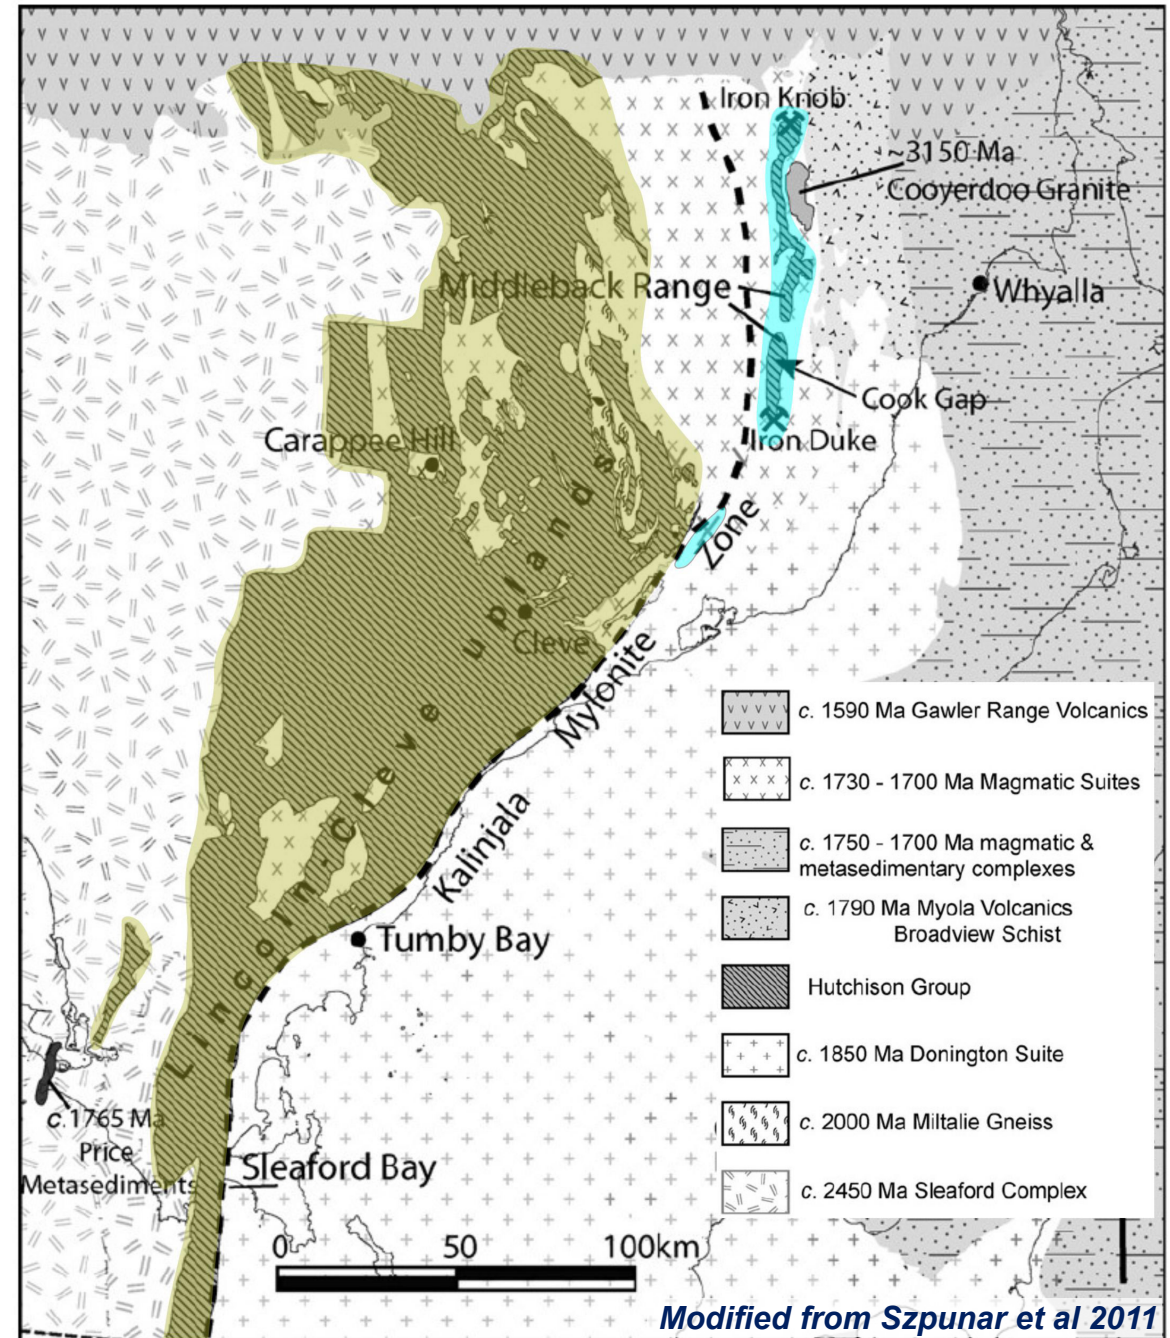 Iron Knob
~3150 Ma
Cooyerdoo Granite
Middleback Range
Whyalla
Cook Gap
Carappee Hill
Iron Duke
Lincoln-Cleve uplands
Cleve
Kalinjala
Mylonite
Zone
Tumby Bay
c.1765 Ma
Price
Metasediments
Sleaford Bay
0 50 100km
c. 1590 Ma Gawler Range Volcanics
c. 1730 - 1700 Ma Magmatic Suites
c. 1750 - 1700 Ma magmatic &
metasedimentary complexes
c. 1790 Ma Myola Volcanics
Broadview Schist
Hutchison Group
c. 1850 Ma Donington Suite
c. 2000 Ma Miltalie Gneiss
c. 2450 Ma Sleaford Complex
Modified from Szpunar et al 2011